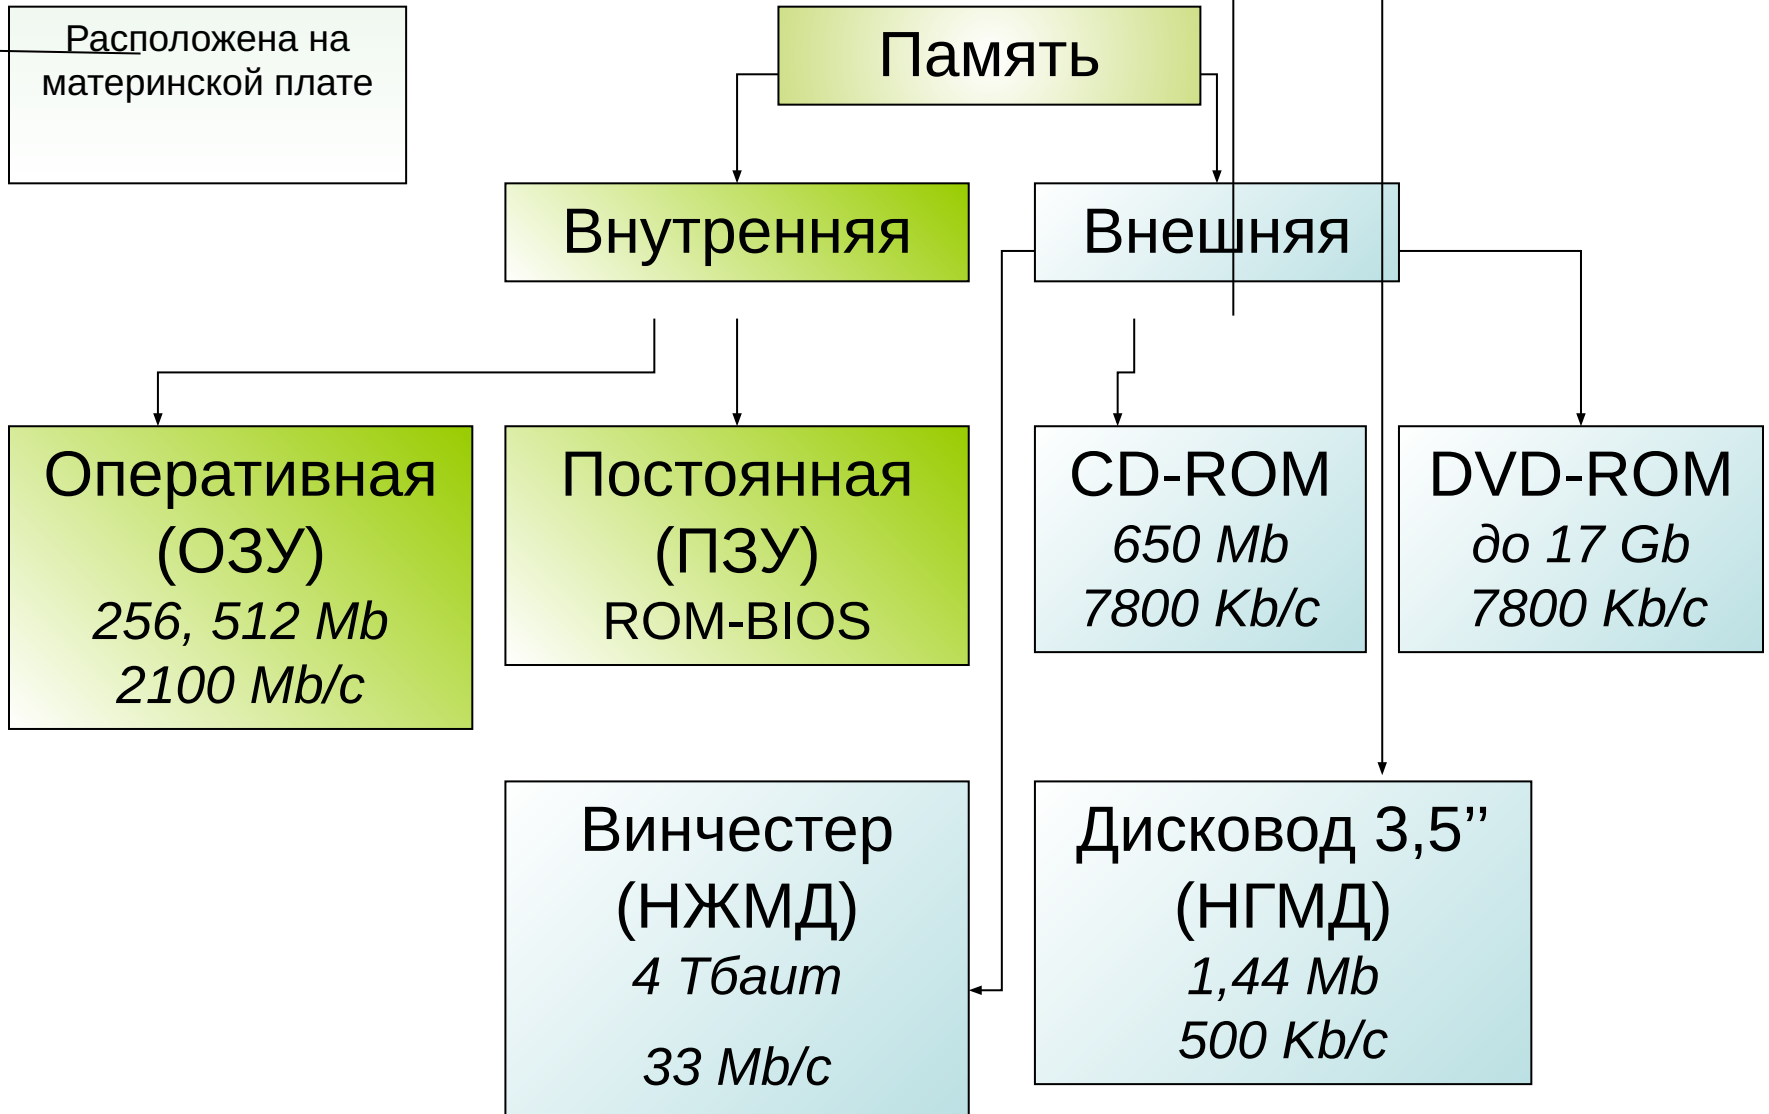 Расположена на
материнской плате
Память
Внутренняя
Внешняя
Оперативная
(ОЗУ)
256, 512 Mb
2100 Mb/c
Постоянная
(ПЗУ)
ROM-BIOS
CD-ROM
650 Mb
7800 Kb/c
DVD-ROM
до 17 Gb
7800 Kb/c
Винчестер
(НЖМД)
4 Тбаит
33 Mb/c
Дисковод 3,5’’
(НГМД)
1,44 Mb
500 Kb/c